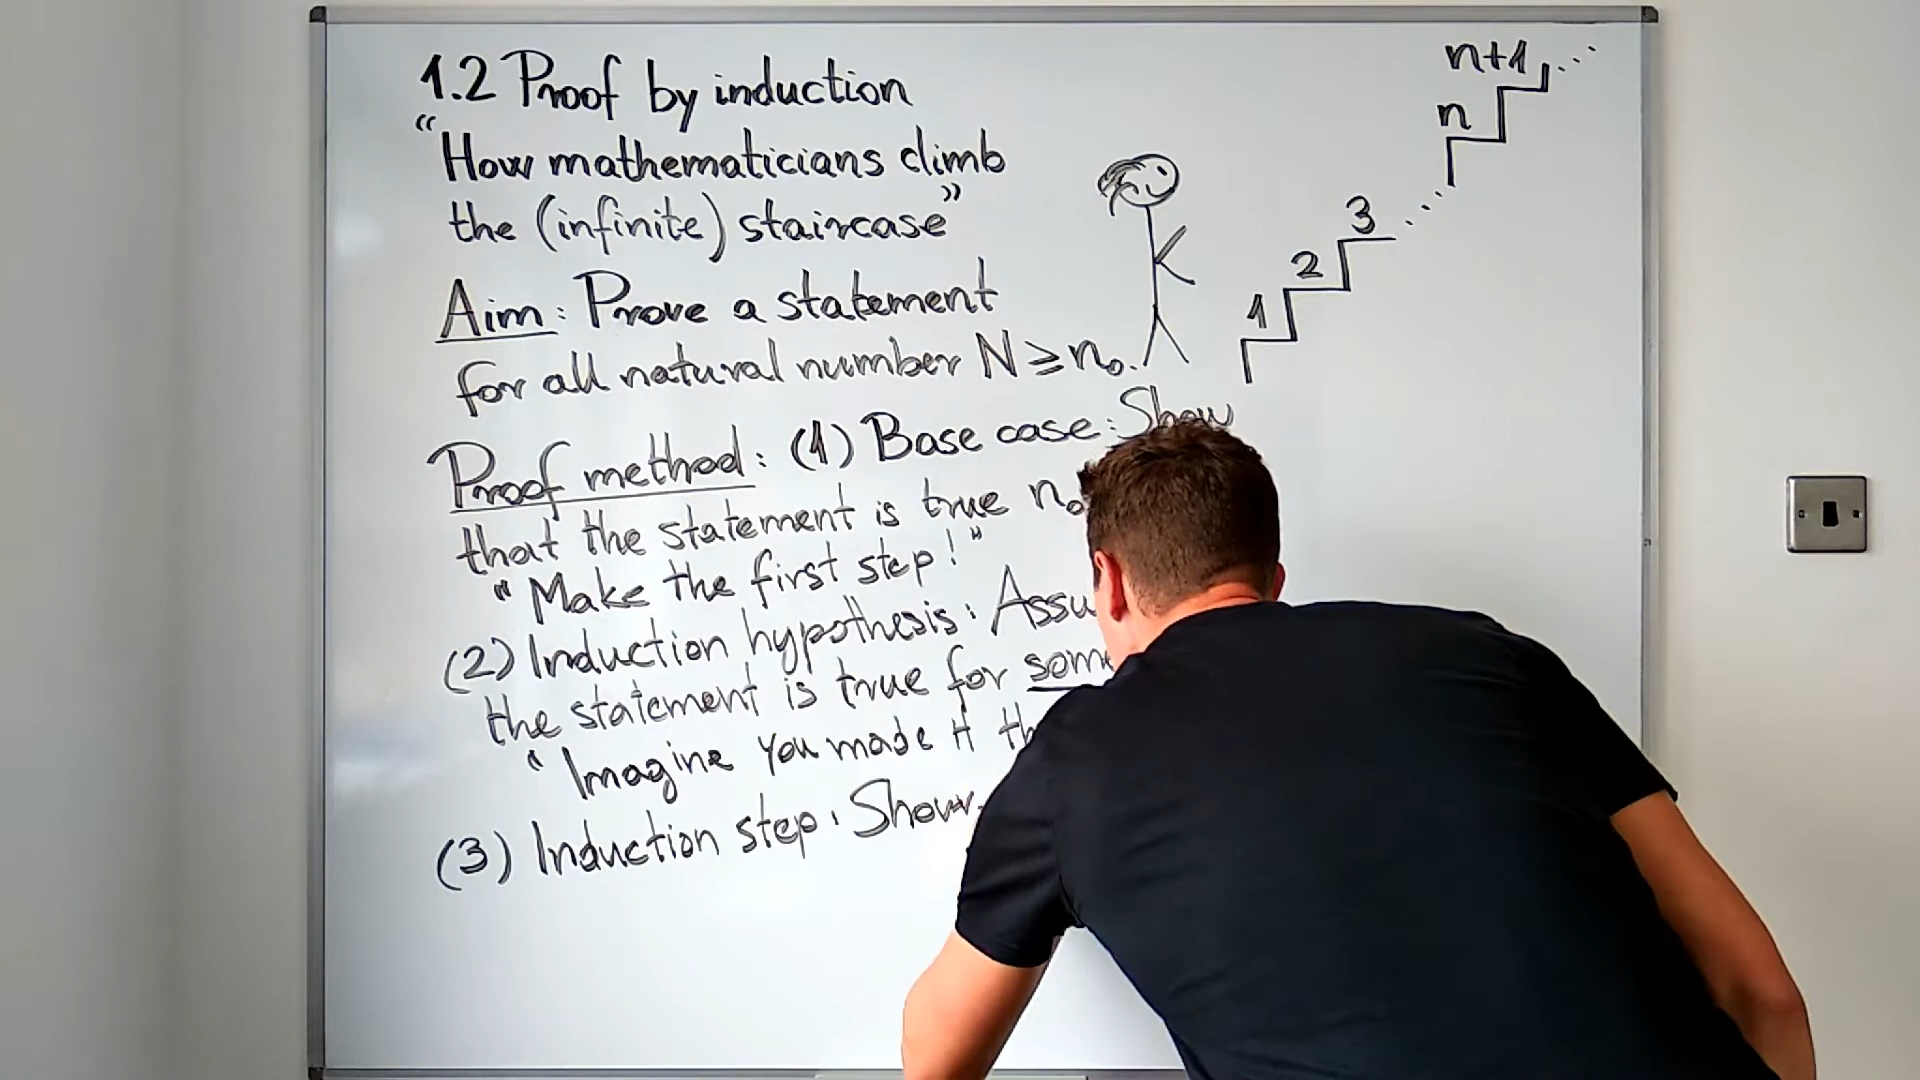 1.2 Proof by induction
“How mathematicians climb
the (infinite) staircase”
Aim: Prove a statement
for all natural number N ≥ n₀.
Proof method: (1) Base case: Show
that the statement is true n₀
“Make the first step!”
(2) Induction hypothesis: Assu
the statement is true for some
“Imagine you made it th
(3) Induction step: Show
1
2
3
...
n
n+1
...